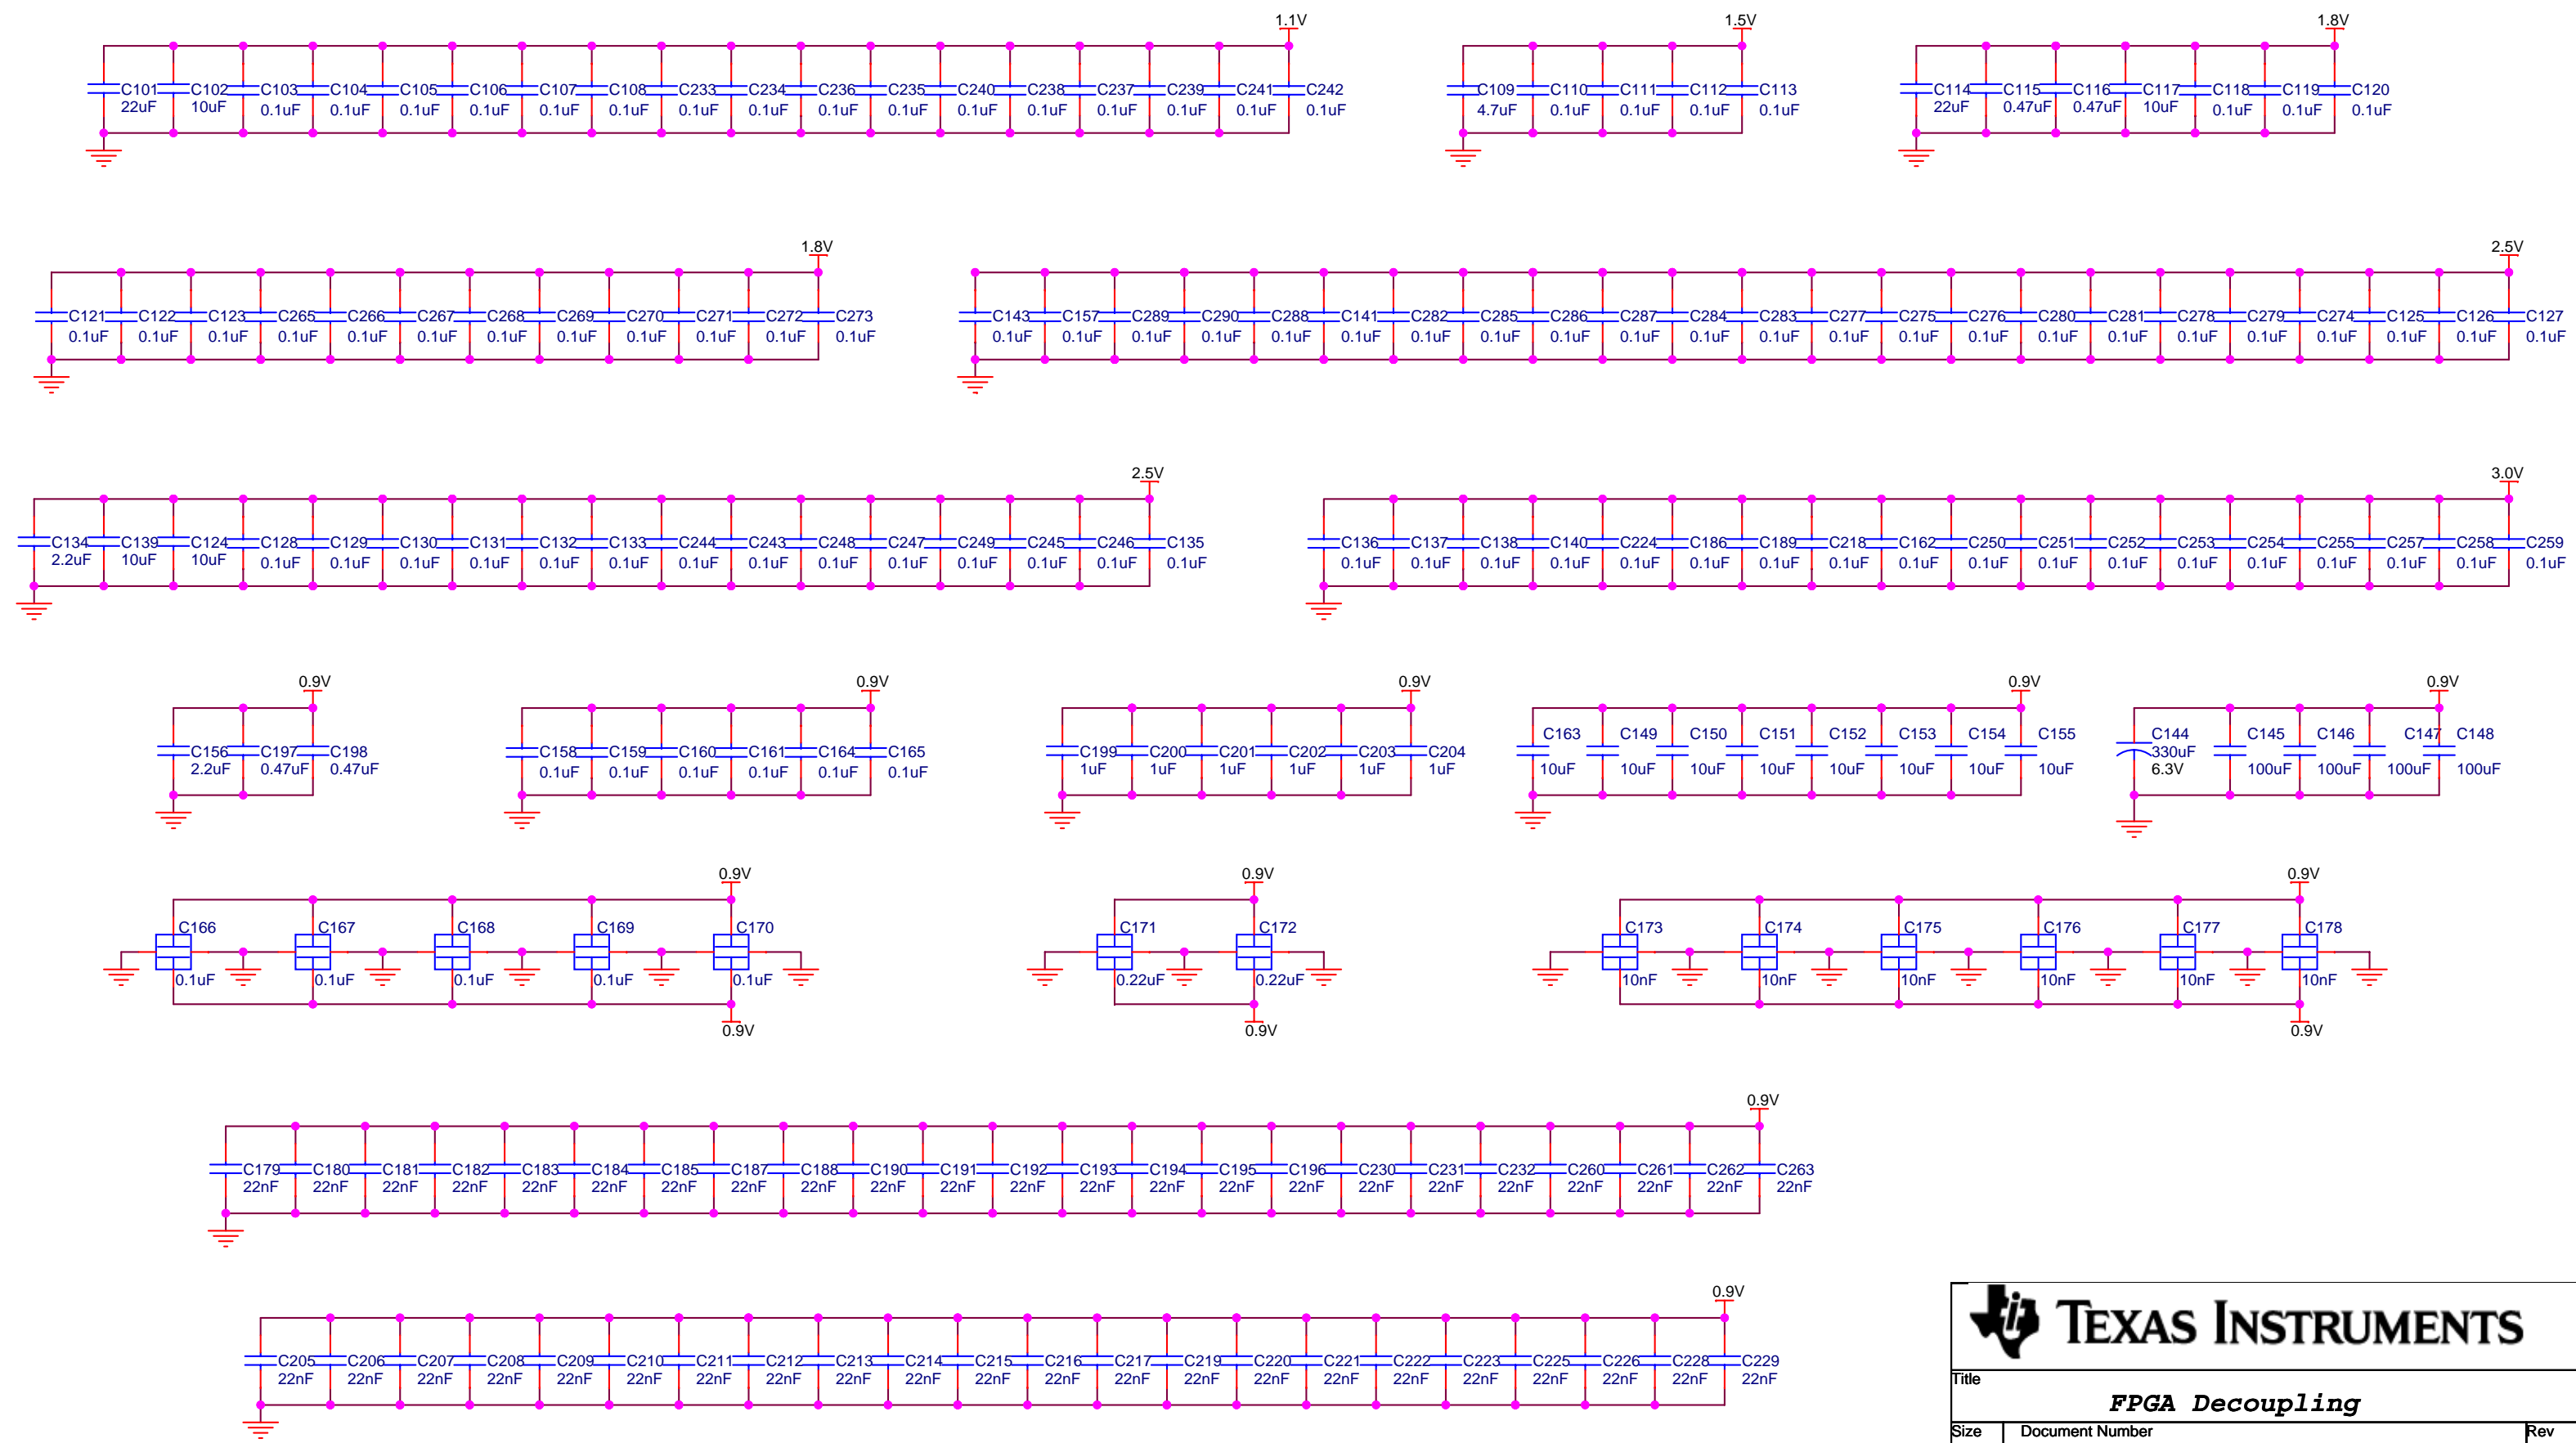 1.1V 1.5V 1.8V
C101 C102 C103 C104 C105 C106 C107 C108 C233 C234 C236 C235 C240 C238 C237 C239 C241 C242 C109 C110 C111 C112 C113 C114 C115 C116 C117 C118 C119 C120
22uF 10uF 0.1uF 0.1uF 0.1uF 0.1uF 0.1uF 0.1uF 0.1uF 0.1uF 0.1uF 0.1uF 0.1uF 0.1uF 0.1uF 0.1uF 0.1uF 0.1uF 4.7uF 0.1uF 0.1uF 0.1uF 0.1uF 22uF 0.47uF 0.47uF 10uF 0.1uF 0.1uF 0.1uF
1.8V 2.5V
C121 C122 C123 C265 C266 C267 C268 C269 C270 C271 C272 C273 C143 C157 C289 C290 C288 C141 C282 C285 C286 C287 C284 C283 C277 C275 C276 C280 C281 C278 C279 C274 C125 C126 C127
0.1uF 0.1uF 0.1uF 0.1uF 0.1uF 0.1uF 0.1uF 0.1uF 0.1uF 0.1uF 0.1uF 0.1uF 0.1uF 0.1uF 0.1uF 0.1uF 0.1uF 0.1uF 0.1uF 0.1uF 0.1uF 0.1uF 0.1uF 0.1uF 0.1uF 0.1uF 0.1uF 0.1uF 0.1uF 0.1uF 0.1uF 0.1uF 0.1uF 0.1uF 0.1uF
2.5V 3.0V
C134 C139 C124 C128 C129 C130 C131 C132 C133 C244 C243 C248 C247 C249 C245 C246 C135 C136 C137 C138 C140 C224 C186 C189 C218 C162 C250 C251 C252 C253 C254 C255 C257 C258 C259
2.2uF 10uF 10uF 0.1uF 0.1uF 0.1uF 0.1uF 0.1uF 0.1uF 0.1uF 0.1uF 0.1uF 0.1uF 0.1uF 0.1uF 0.1uF 0.1uF 0.1uF 0.1uF 0.1uF 0.1uF 0.1uF 0.1uF 0.1uF 0.1uF 0.1uF 0.1uF 0.1uF 0.1uF 0.1uF 0.1uF 0.1uF 0.1uF 0.1uF 0.1uF
0.9V 0.9V 0.9V 0.9V 0.9V
C163 C149 C150 C151 C152 C153 C154 C155 C144 C145 C146 C147 C148
C156 C197 C198 C158 C159 C160 C161 C164 C165 C199 C200 C201 C202 C203 C204 330uF
2.2uF 0.47uF 0.47uF 0.1uF 0.1uF 0.1uF 0.1uF 0.1uF 0.1uF 1uF 1uF 1uF 1uF 1uF 1uF 10uF 10uF 10uF 10uF 10uF 10uF 10uF 10uF 6.3V 100uF 100uF 100uF 100uF
0.9V 0.9V 0.9V
C166 C167 C168 C169 C170 C171 C172 C173 C174 C175 C176 C177 C178
0.1uF 0.1uF 0.1uF 0.1uF 0.1uF 0.22uF 0.22uF 10nF 10nF 10nF 10nF 10nF 10nF
0.9V 0.9V 0.9V
0.9V
C179 C180 C181 C182 C183 C184 C185 C187 C188 C190 C191 C192 C193 C194 C195 C196 C230 C231 C232 C260 C261 C262 C263
22nF 22nF 22nF 22nF 22nF 22nF 22nF 22nF 22nF 22nF 22nF 22nF 22nF 22nF 22nF 22nF 22nF 22nF 22nF 22nF 22nF 22nF 22nF
0.9V
C205 C206 C207 C208 C209 C210 C211 C212 C213 C214 C215 C216 C217 C219 C220 C221 C222 C223 C225 C226 C228 C229
22nF 22nF 22nF 22nF 22nF 22nF 22nF 22nF 22nF 22nF 22nF 22nF 22nF 22nF 22nF 22nF 22nF 22nF 22nF 22nF 22nF 22nF
TEXAS INSTRUMENTS
Title
FPGA Decoupling
Size Document Number Rev